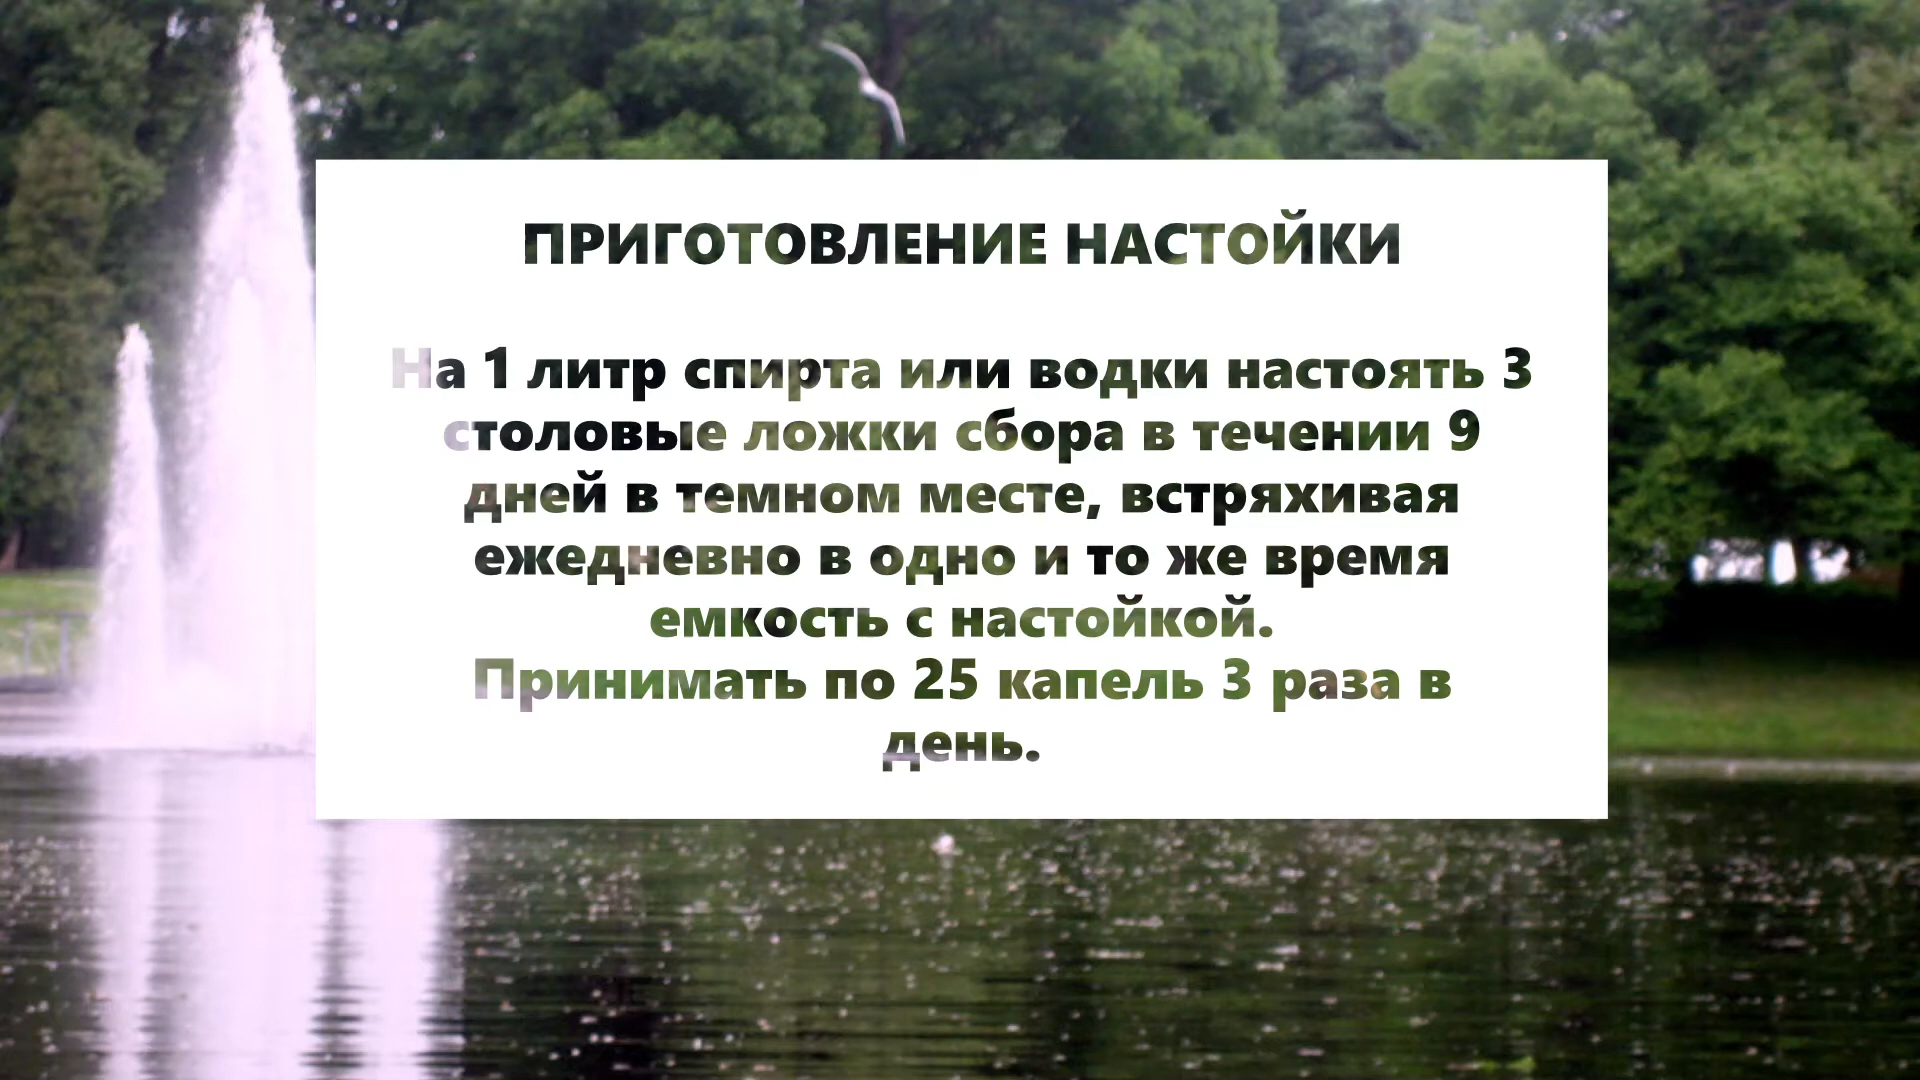 ПРИГОТОВЛЕНИЕ НАСТОЙКИ
На 1 литр спирта или водки настоять 3
столовые ложки сбора в течении 9
дней в темном месте, встряхивая
ежедневно в одно и то же время
емкость с настойкой.
Принимать по 25 капель 3 раза в
день.